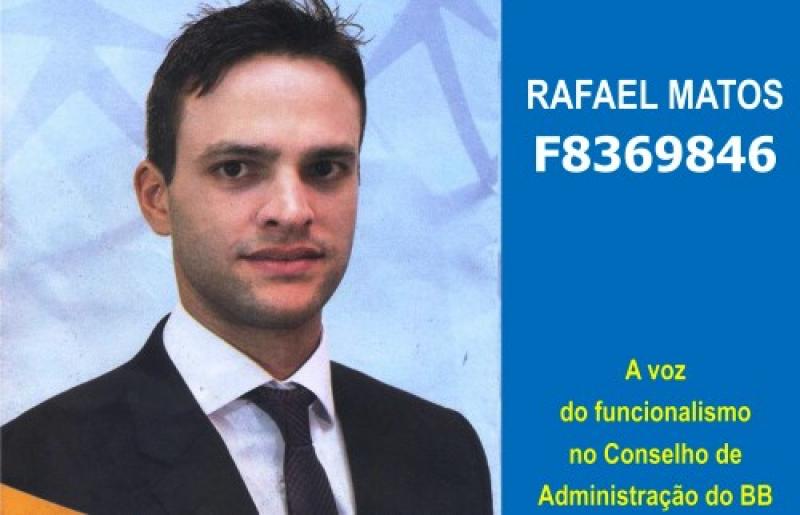 RAFAEL MATOS
F8369846
A voz
do funcionalismo
no Conselho de
Administração do BB